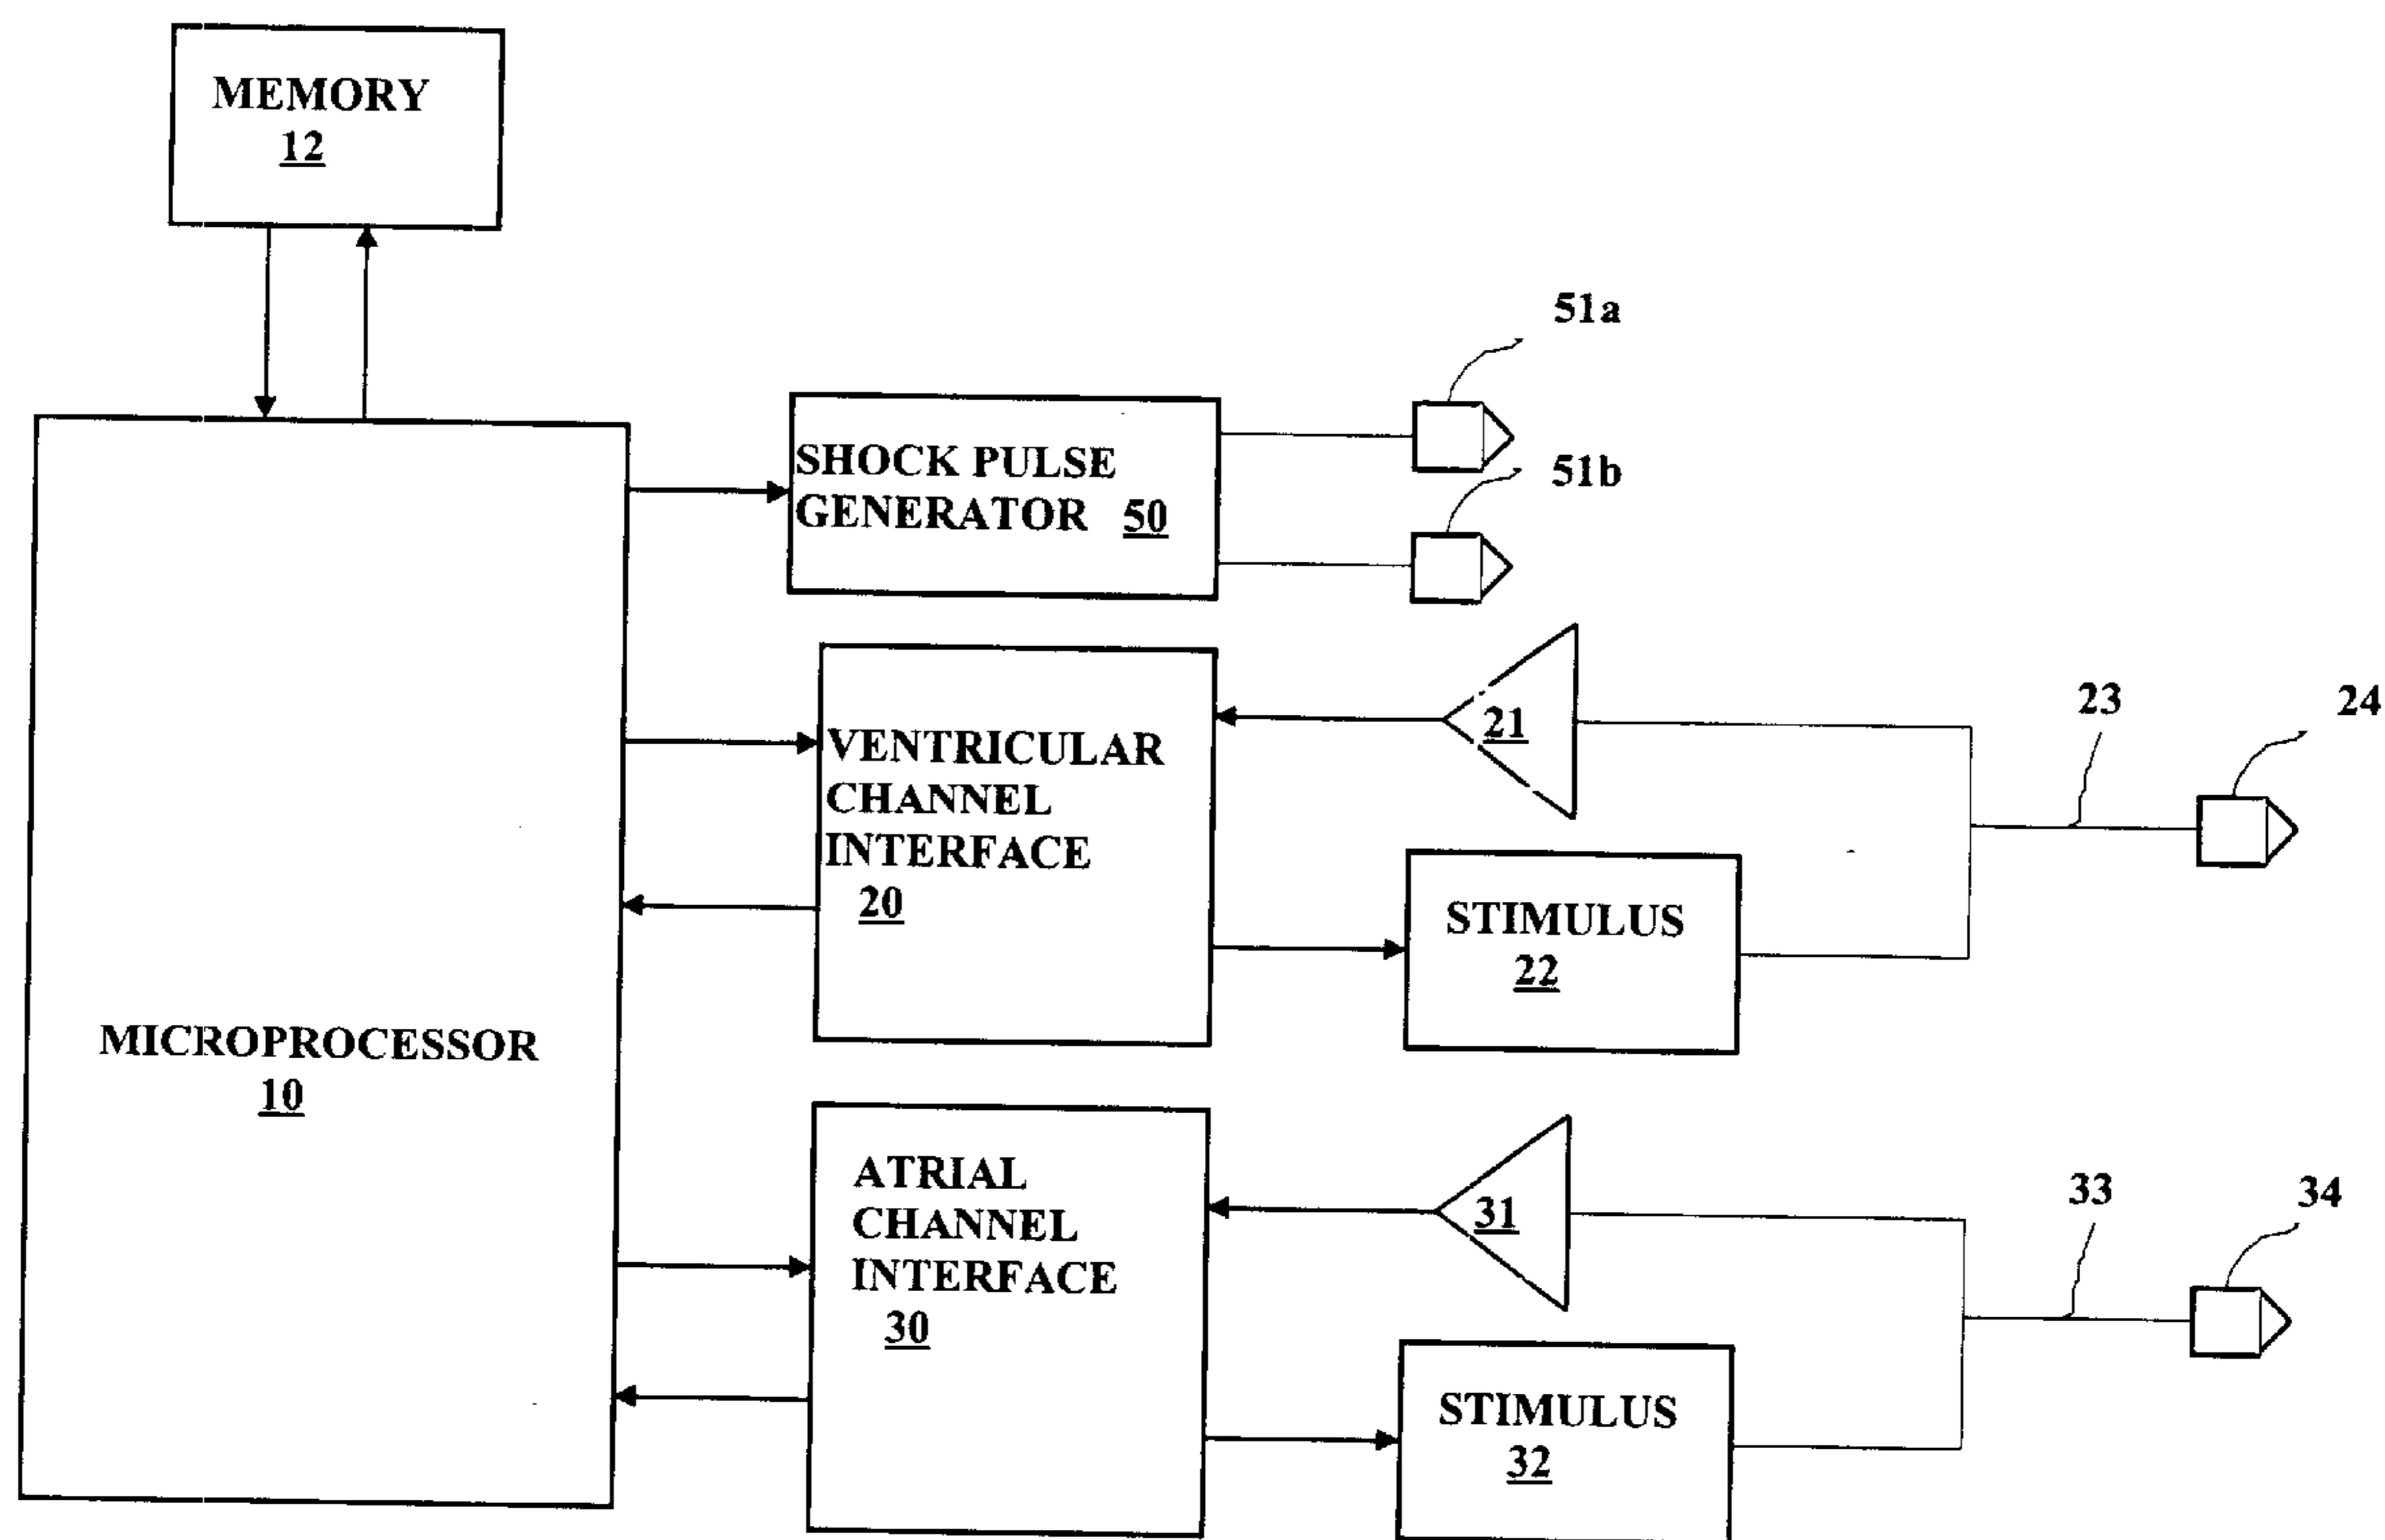 MEMORY
12
51a
SHOCK PULSE
GENERATOR 50
51b
VENTRICULAR
CHANNEL
INTERFACE
20
21
23
24
STIMULUS
22
MICROPROCESSOR
10
ATRIAL
CHANNEL
INTERFACE
30
31
33
34
STIMULUS
32